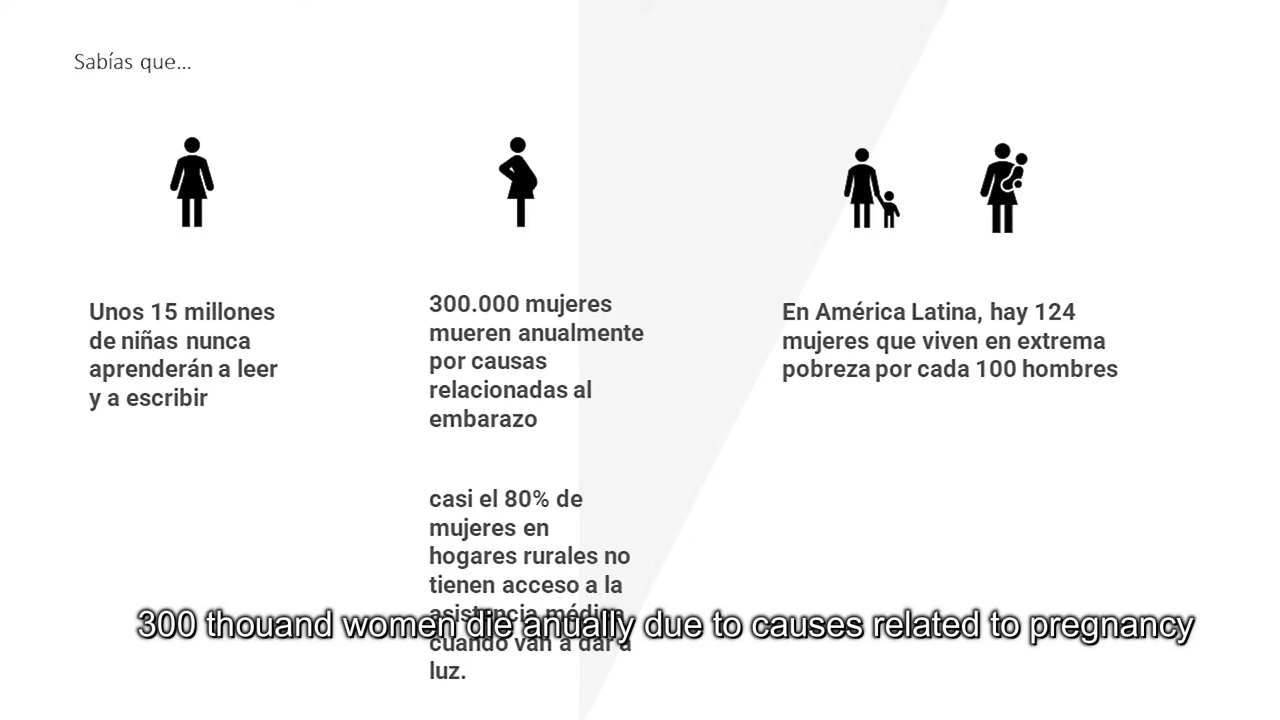 Sabías que...
Unos 15 millones
de niñas nunca
aprenderán a leer
y a escribir
300.000 mujeres
mueren anualmente
por causas
relacionadas al
embarazo
casi el 80% de
mujeres en
hogares rurales no
tienen acceso a la
asistencia médica
cuando van a dar a
luz.
En América Latina, hay 124
mujeres que viven en extrema
pobreza por cada 100 hombres
300 thouand women die anually due to causes related to pregnancy